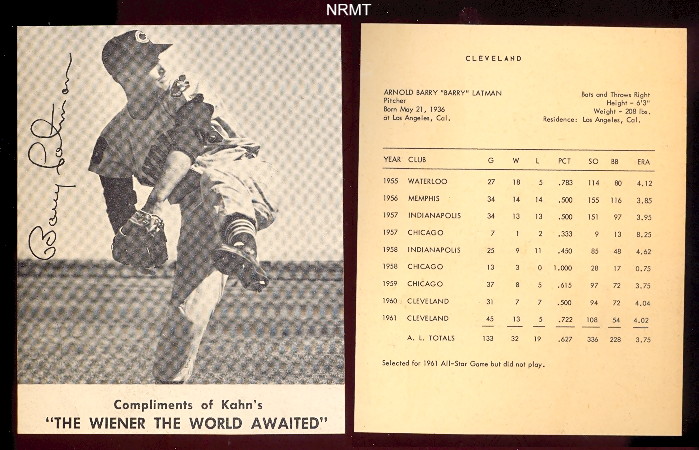 NRMT
Barry Latman
Compliments of Kahn's
"THE WIENER THE WORLD AWAITED"
CLEVELAND
ARNOLD BARRY "BARRY" LATMAN Bats and Throws Right
Pitcher Height - 6'3"
Born May 21, 1936 Weight - 208 lbs.
at Los Angeles, Cal. Residence: Los Angeles, Cal.
YEAR CLUB G W L PCT SO BB ERA
1955 WATERLOO 27 18 5 .783 114 80 4.12
1956 MEMPHIS 34 14 14 .500 155 116 3.85
1957 INDIANAPOLIS 34 13 13 .500 151 97 3.95
1957 CHICAGO 7 1 2 .333 9 13 8.25
1958 INDIANAPOLIS 25 9 11 .450 85 48 4.62
1958 CHICAGO 13 3 0 1.000 28 17 0.75
1959 CHICAGO 37 8 5 .615 97 72 3.75
1960 CLEVELAND 31 7 7 .500 94 72 4.04
1961 CLEVELAND 45 13 5 .722 108 54 4.02
A. L. TOTALS 133 32 19 .627 336 228 3.75
Selected for 1961 All-Star Game but did not play.